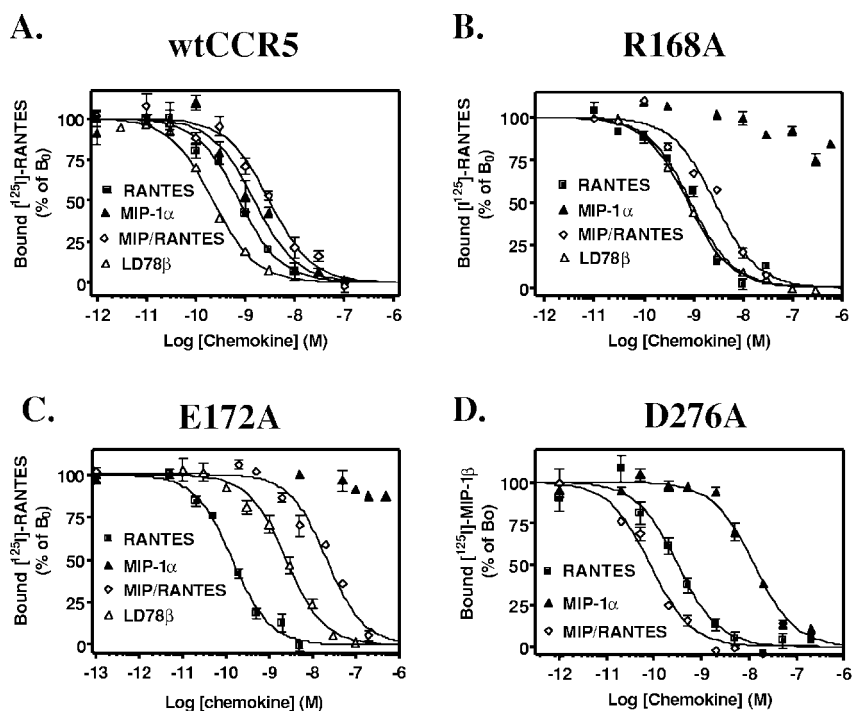 A.
wtCCR5
Bound [¹²⁵I]-RANTES
(% of B₀)
100
75
50
25
0
RANTES
MIP-1α
MIP/RANTES
LD78β
-12 -11 -10 -9 -8 -7 -6
Log [Chemokine] (M)
B.
R168A
Bound [I¹²⁵]-RANTES
(% of B₀)
100
75
50
25
0
RANTES
MIP-1α
MIP/RANTES
LD78β
-12 -11 -10 -9 -8 -7 -6
Log [Chemokine] (M)
C.
E172A
Bound [¹²⁵I]-RANTES
(% of B₀)
100
75
50
25
0
RANTES
MIP-1α
MIP/RANTES
LD78β
-13 -12 -11 -10 -9 -8 -7 -6
Log [chemokine] (M)
D.
D276A
Bound [¹²⁵I]-MIP-1β
(% of Bo)
100
75
50
25
0
RANTES
MIP-1α
MIP/RANTES
-12 -11 -10 -9 -8 -7 -6
Log [Chemokine] (M)